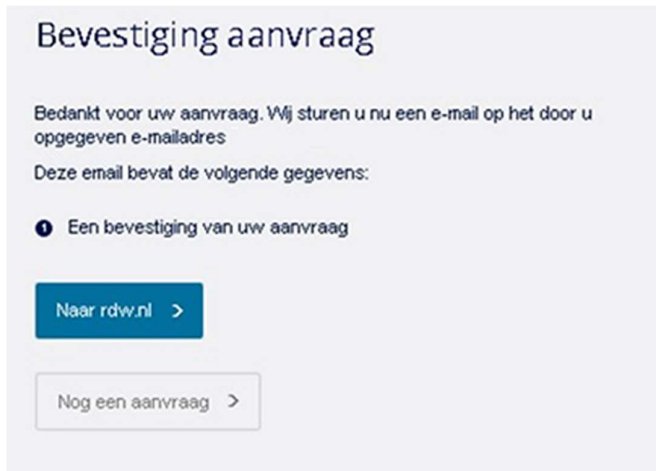 Bevestiging aanvraag
Bedankt voor uw aanvraag. Wij sturen u nu een e-mail op het door u
opgegeven e-mailadres
Deze email bevat de volgende gegevens:
1 Een bevestiging van uw aanvraag
Naar rdw.nl >
Nog een aanvraag >